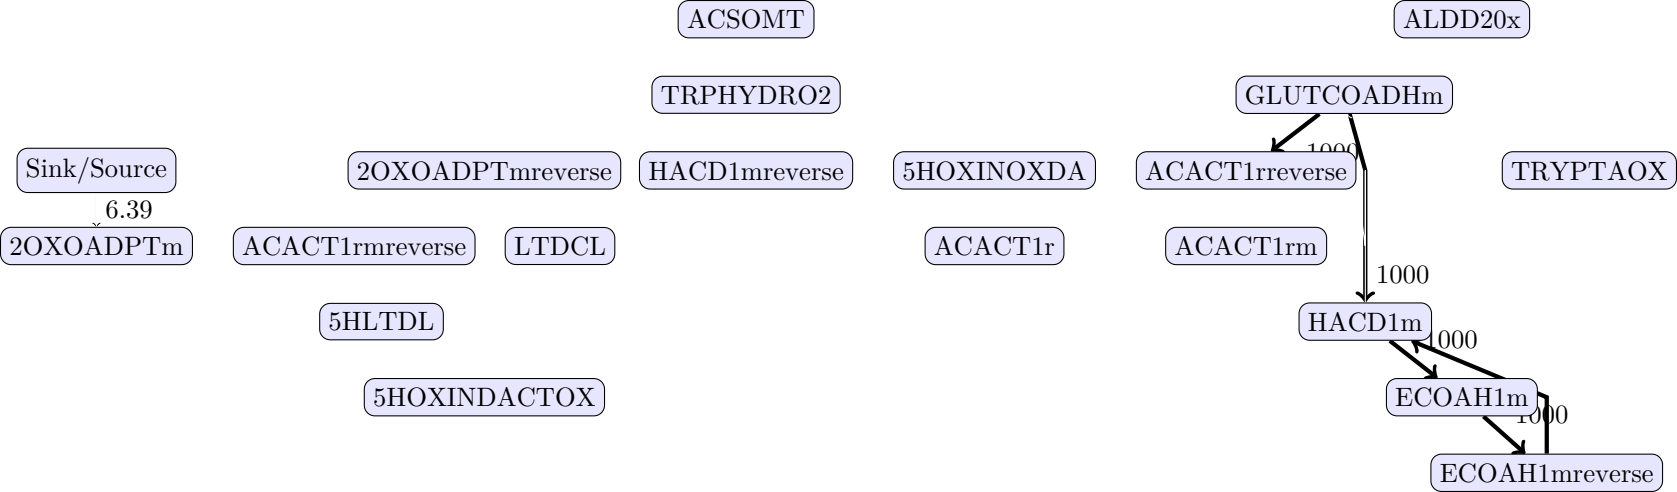 ACSOMT
ALDD20x
TRPHYDRO2
GLUTCOADHm
1000
Sink/Source
2OXOADPTmreverse
HACD1mreverse
5HOXINOXDA
ACACT1rreverse
TRYPTAOX
6.39
2OXOADPTm
ACACT1rmreverse
LTDCL
ACACT1r
ACACT1rm
1000
5HLTDL
HACD1m
1000
5HOXINDACTOX
ECOAH1m
1000
ECOAH1mreverse